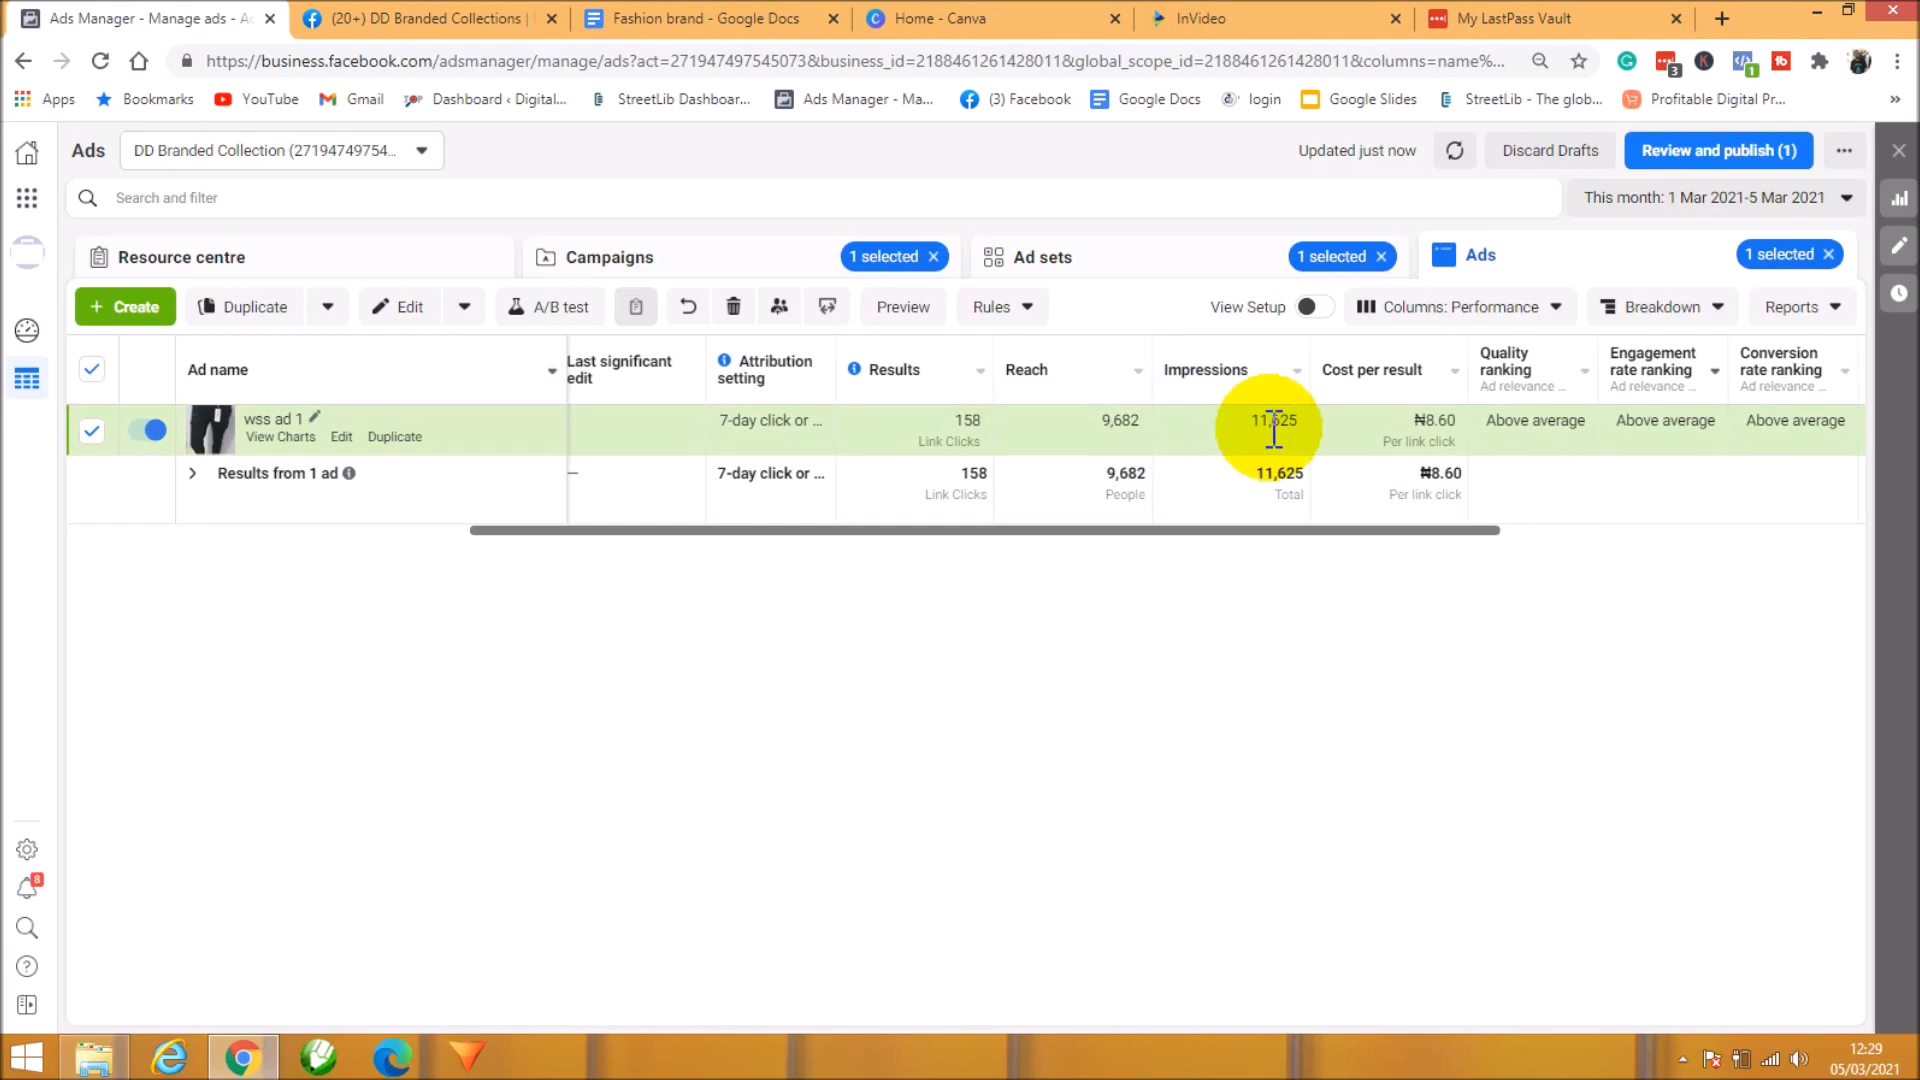 Ads Manager - Manage ads - A
(20+) DD Branded Collections |
Fashion brand - Google Docs
Home - Canva
InVideo
My LastPass Vault
https://business.facebook.com/adsmanager/manage/ads?act=271947497545073&business_id=2188461261428011&global_scope_id=2188461261428011&columns=name%...
3
1
Apps
Bookmarks
YouTube
Gmail
Dashboard ‹ Digital...
StreetLib Dashboar...
Ads Manager - Ma...
(3) Facebook
Google Docs
login
Google Slides
StreetLib - The glob...
Profitable Digital Pr...
»
Ads
DD Branded Collection (27194749754...
Updated just now
Discard Drafts
Review and publish (1)
Search and filter
This month: 1 Mar 2021-5 Mar 2021
Resource centre
Campaigns
1 selected
Ad sets
1 selected
Ads
1 selected
+ Create
Duplicate
Edit
A/B test
Preview
Rules
View Setup
Columns: Performance
Breakdown
Reports
Ad name
Last significant
edit
Attribution
setting
Results
Reach
Impressions
Cost per result
Quality
ranking
Ad relevance ...
Engagement
rate ranking
Ad relevance ...
Conversion
rate ranking
Ad relevance ...
wss ad 1
View Charts
Edit
Duplicate
7-day click or ...
158
Link Clicks
9,682
11,625
₦8.60
Per link click
Above average
Above average
Above average
Results from 1 ad
—
7-day click or ...
158
Link Clicks
9,682
People
11,625
Total
₦8.60
Per link click
8
12:29
05/03/2021